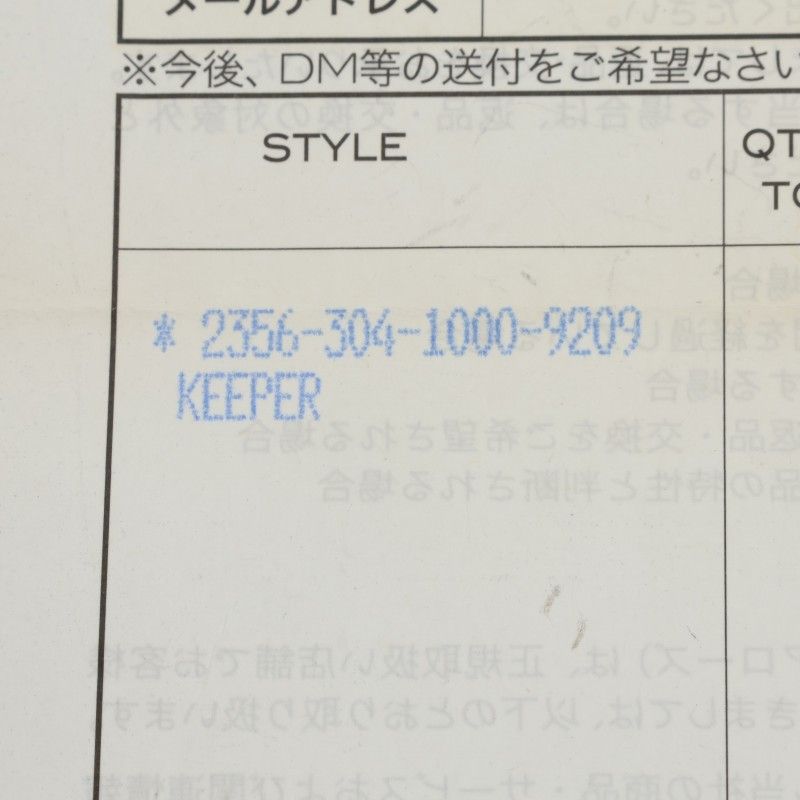 メールアドレス
※今後、DM等の送付をご希望なさい
STYLE
QT
TO
* 2356-304-1000-9209
KEEPER